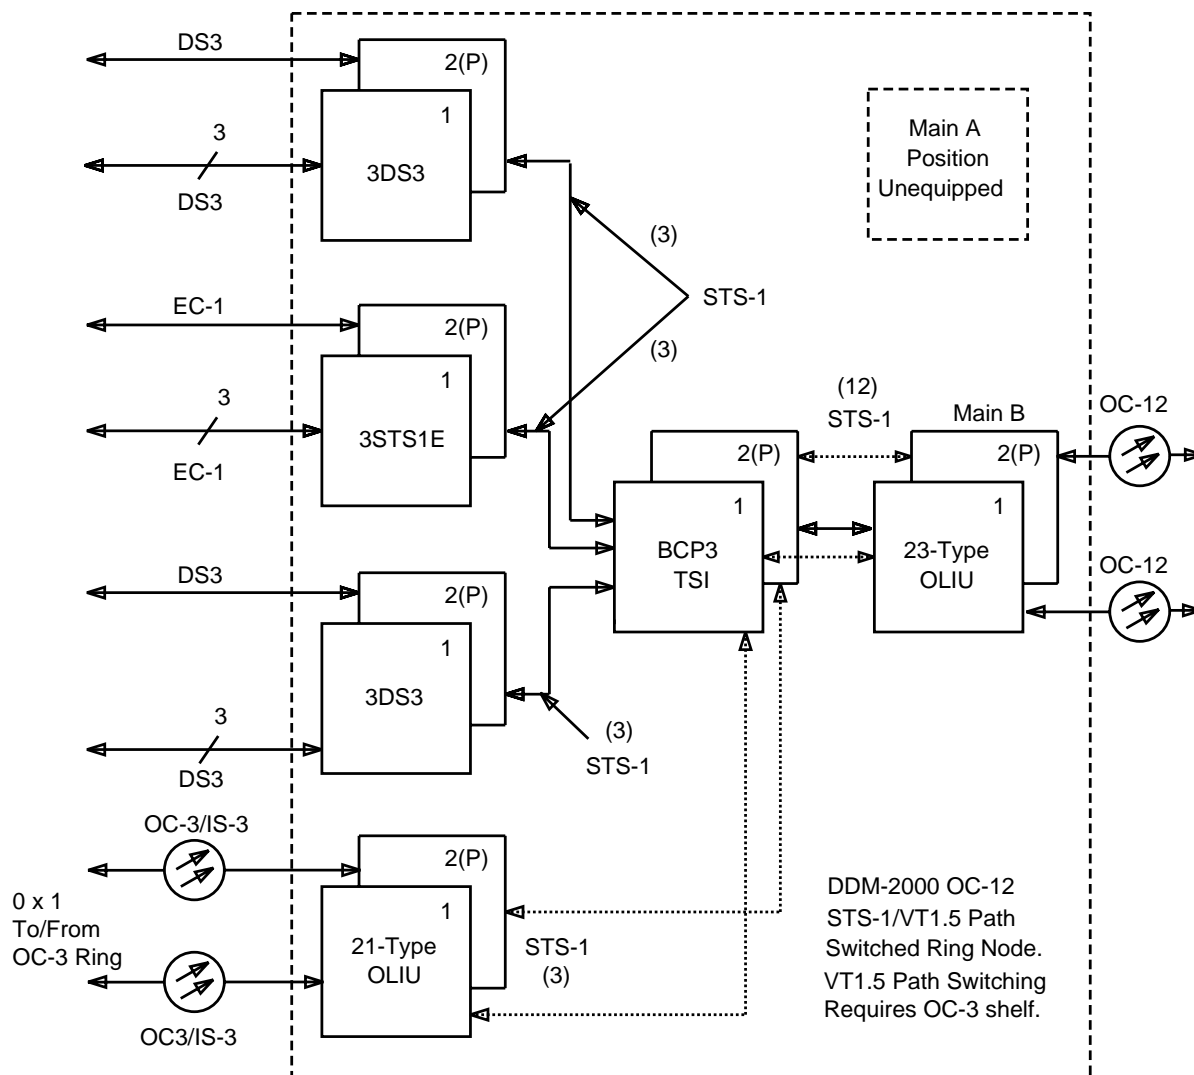 DS3
2(P)
1
3
3DS3
DS3
Main A
Position
Unequipped
(3)
STS-1
(3)
EC-1
2(P)
1
3
3STS1E
EC-1
(12)
STS-1
Main B
OC-12
2(P)
1
BCP3
TSI
2(P)
1
23-Type
OLIU
OC-12
DS3
2(P)
1
3
3DS3
DS3
(3)
STS-1
OC-3/IS-3
2(P)
1
0 x 1
To/From
OC-3 Ring
21-Type
OLIU
STS-1
(3)
OC3/IS-3
DDM-2000 OC-12
STS-1/VT1.5 Path
Switched Ring Node.
VT1.5 Path Switching
Requires OC-3 shelf.